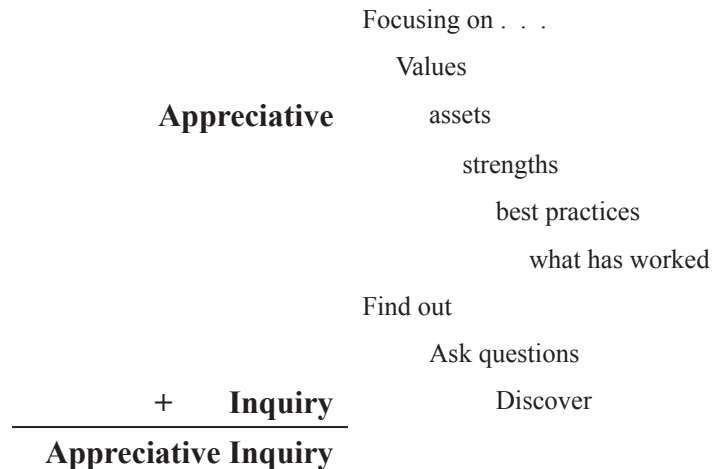 Focusing on . . .
Values
Appreciative assets
strengths
best practices
what has worked
Find out
Ask questions
+ Inquiry Discover
Appreciative Inquiry